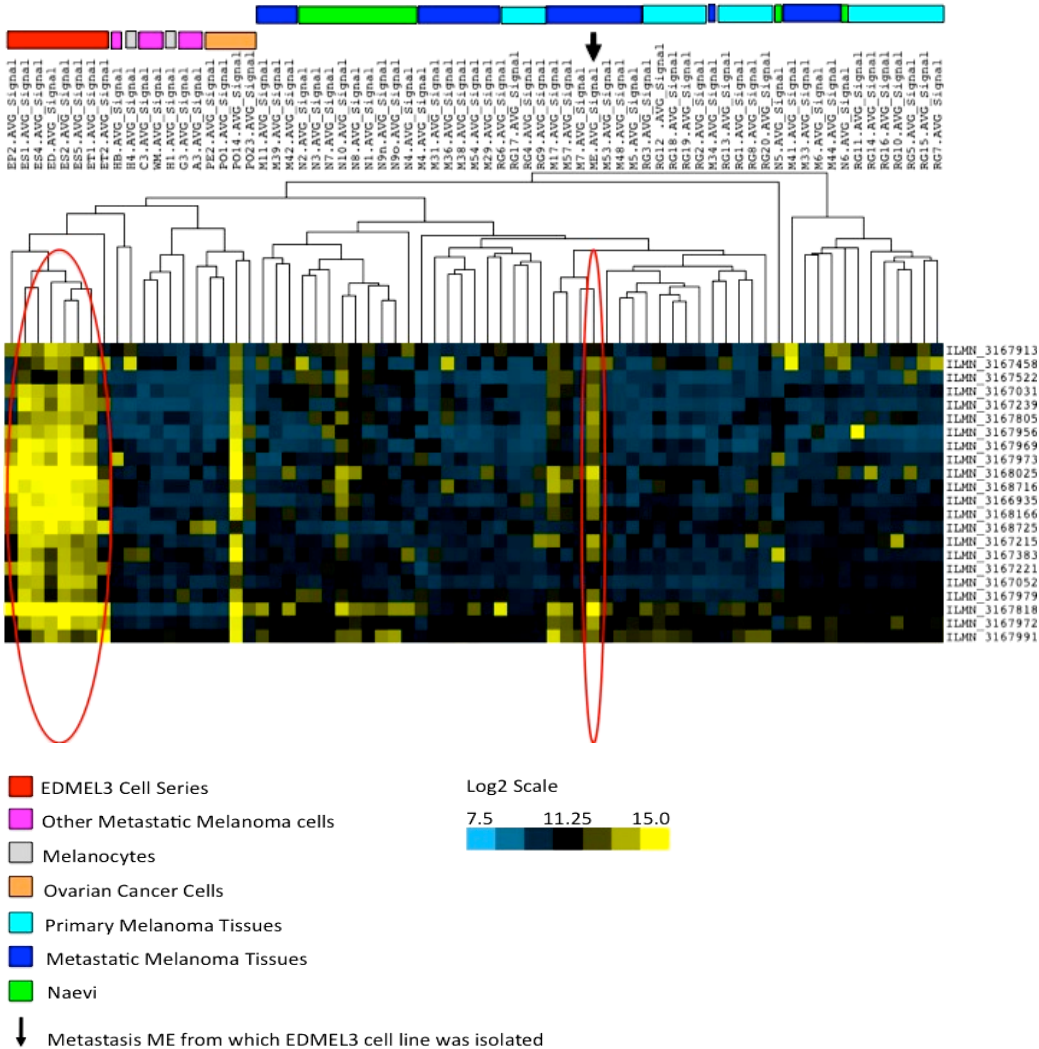 EP2.AVG_Signal
ES1.AVG_Signal
ES4.AVG_Signal
ED.AVG_Signal
ES2.AVG_Signal
ES5.AVG_Signal
ET1.AVG_Signal
ET2.AVG_Signal
HB.AVG_Signal
H4.AVG_Signal
C3.AVG_Signal
WM.AVG_Signal
H1.AVG_Signal
G3.AVG_Signal
A3.AVG_Signal
PE2.AVG_Signal
PO1.AVG_Signal
PO14.AVG_Signal
PO23.AVG_Signal
M11.AVG_Signal
M39.AVG_Signal
M42.AVG_Signal
N2.AVG_Signal
N3.AVG_Signal
N7.AVG_Signal
N10.AVG_Signal
N8.AVG_Signal
N1.AVG_Signal
N9n.AVG_Signal
N9o.AVG_Signal
N4.AVG_Signal
M4.AVG_Signal
M31.AVG_Signal
M36.AVG_Signal
M38.AVG_Signal
M54.AVG_Signal
M29.AVG_Signal
RG6.AVG_Signal
RG17.AVG_Signal
RG4.AVG_Signal
RG9.AVG_Signal
M17.AVG_Signal
M57.AVG_Signal
M7.AVG_Signal
ME.AVG_Signal
M53.AVG_Signal
M48.AVG_Signal
M5.AVG_Signal
RG3.AVG_Signal
RG12 .AVG_Signal
RG18.AVG_Signal
RG19.AVG_Signal
RG2.AVG_Signal
M34.AVG_Signal
RG13.AVG_Signal
RG1.AVG_Signal
RG8.AVG_Signal
RG20.AVG_Signal
N5.AVG_Signal
M41.AVG_Signal
M33.AVG_Signal
M6.AVG_Signal
M44.AVG_Signal
N6.AVG_Signal
RG11.AVG_Signal
RG14.AVG_Signal
RG16.AVG_Signal
RG10.AVG_Signal
RG5.AVG_Signal
RG15.AVG_Signal
RG7.AVG_Signal
ILMN_3167913
ILMN_3167458
ILMN_3167522
ILMN_3167031
ILMN_3167239
ILMN_3167805
ILMN_3167956
ILMN_3167969
ILMN_3167973
ILMN_3168025
ILMN_3168716
ILMN_3166935
ILMN_3168166
ILMN_3168725
ILMN_3167215
ILMN_3167383
ILMN_3167221
ILMN_3167052
ILMN_3167979
ILMN_3167818
ILMN_3167972
ILMN_3167991
EDMEL3 Cell Series
Other Metastatic Melanoma cells
Melanocytes
Ovarian Cancer Cells
Primary Melanoma Tissues
Metastatic Melanoma Tissues
Naevi
Metastasis ME from which EDMEL3 cell line was isolated
Log2 Scale
7.5 11.25 15.0